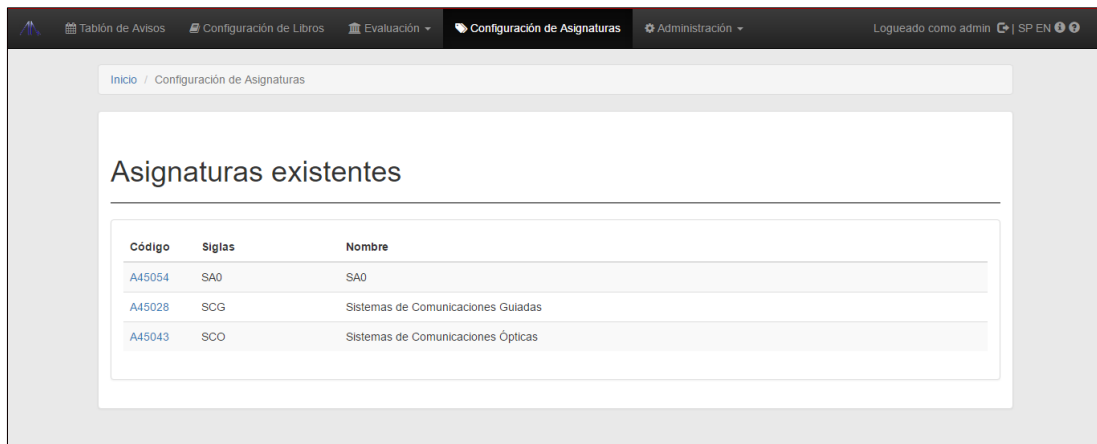 Tablón de Avisos Configuración de Libros Evaluación Configuración de Asignaturas Administración Logueado como admin | SP EN
Inicio / Configuración de Asignaturas
Asignaturas existentes
Código Siglas Nombre
A45054 SA0 SA0
A45028 SCG Sistemas de Comunicaciones Guiadas
A45043 SCO Sistemas de Comunicaciones Ópticas